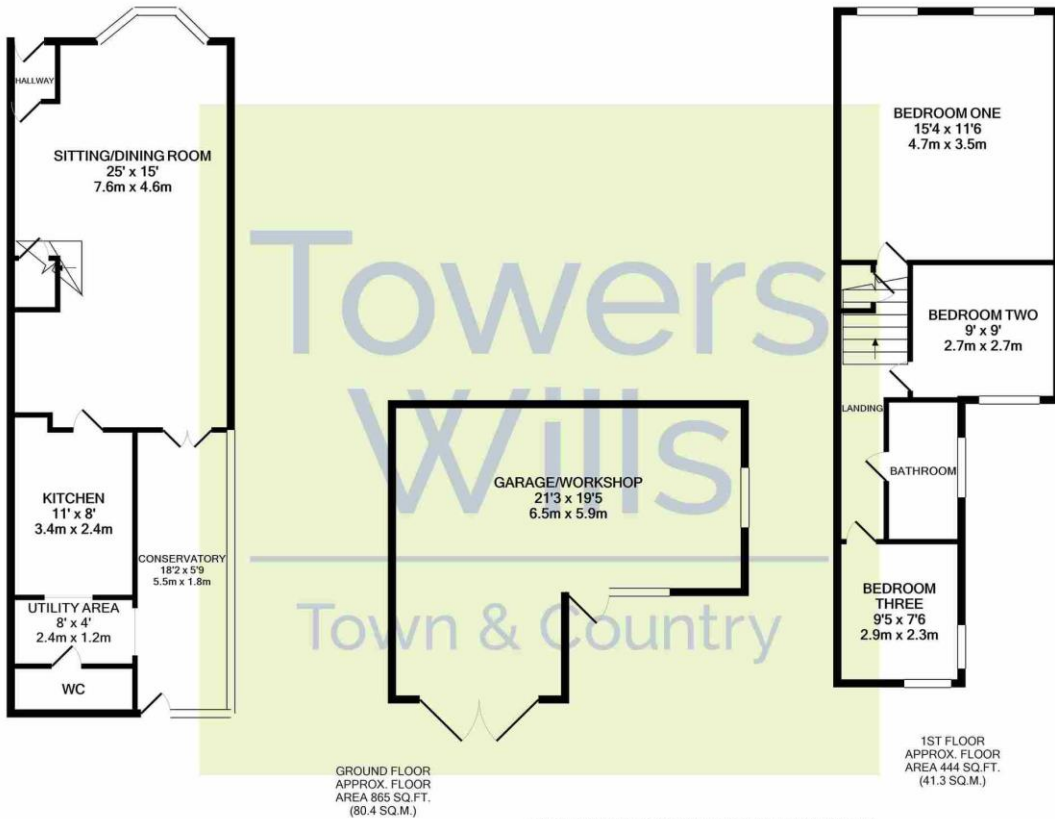 HALLWAY
SITTING/DINING ROOM
25' x 15'
7.6m x 4.6m
KITCHEN
11' x 8'
3.4m x 2.4m
CONSERVATORY
18'2 x 5'9
5.5m x 1.8m
UTILITY AREA
8' x 4'
2.4m x 1.2m
WC
Towers
Wills
Town & Country
GARAGE/WORKSHOP
21'3 x 19'5
6.5m x 5.9m
GROUND FLOOR
APPROX. FLOOR
AREA 865 SQ.FT.
(80.4 SQ.M.)
BEDROOM ONE
15'4 x 11'6
4.7m x 3.5m
BEDROOM TWO
9' x 9'
2.7m x 2.7m
LANDING
BATHROOM
BEDROOM
THREE
9'5 x 7'6
2.9m x 2.3m
1ST FLOOR
APPROX. FLOOR
AREA 444 SQ.FT.
(41.3 SQ.M.)